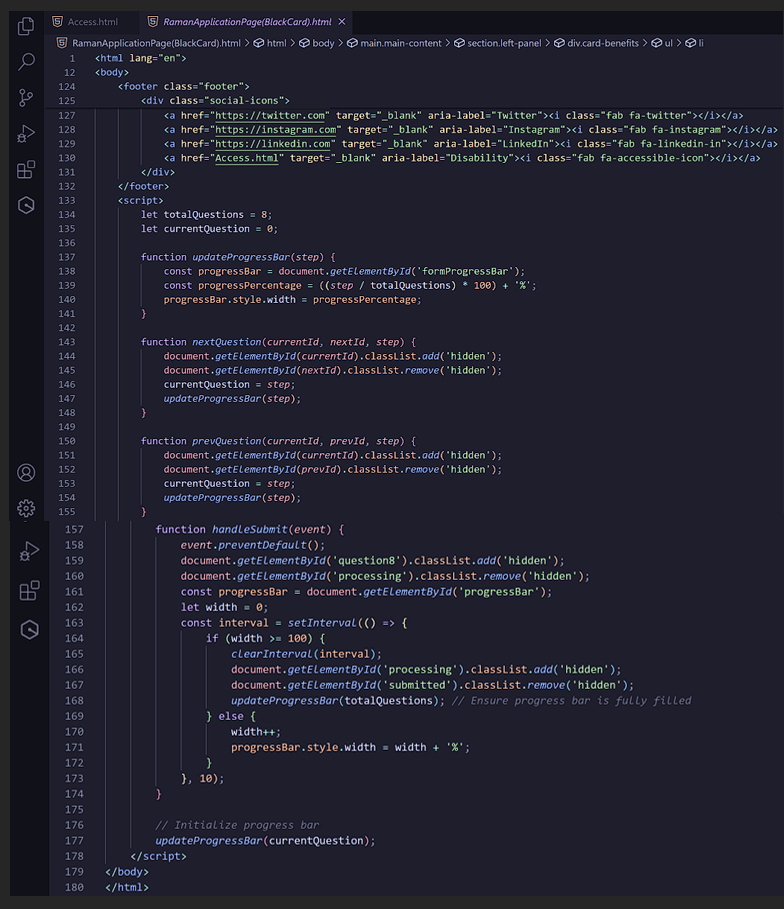 Access.html RamanApplicationPage(BlackCard).html ×
RamanApplicationPage(BlackCard).html > html > body > main.main-content > section.left-panel > div.card-benefits > ul > li
1 <html lang="en">
12 <body>
124 <footer class="footer">
125 <div class="social-icons">
127 <a href="https://twitter.com" target="_blank" aria-label="Twitter"><i class="fab fa-twitter"></i></a>
128 <a href="https://instagram.com" target="_blank" aria-label="Instagram"><i class="fab fa-instagram"></i></a>
129 <a href="https://linkedin.com" target="_blank" aria-label="LinkedIn"><i class="fab fa-linkedin-in"></i></a>
130 <a href="Access.html" target="_blank" aria-label="Disability"><i class="fab fa-accessible-icon"></i></a>
131 </div>
132 </footer>
133 <script>
134 let totalQuestions = 8;
135 let currentQuestion = 0;
136
137 function updateProgressBar(step) {
138 const progressBar = document.getElementById('formProgressBar');
139 const progressPercentage = ((step / totalQuestions) * 100) + '%';
140 progressBar.style.width = progressPercentage;
141 }
142
143 function nextQuestion(currentId, nextId, step) {
144 document.getElementById(currentId).classList.add('hidden');
145 document.getElementById(nextId).classList.remove('hidden');
146 currentQuestion = step;
147 updateProgressBar(step);
148 }
149
150 function prevQuestion(currentId, prevId, step) {
151 document.getElementById(currentId).classList.add('hidden');
152 document.getElementById(prevId).classList.remove('hidden');
153 currentQuestion = step;
154 updateProgressBar(step);
155 }
157 function handleSubmit(event) {
158 event.preventDefault();
159 document.getElementById('question8').classList.add('hidden');
160 document.getElementById('processing').classList.remove('hidden');
161 const progressBar = document.getElementById('progressBar');
162 let width = 0;
163 const interval = setInterval(() => {
164 if (width >= 100) {
165 clearInterval(interval);
166 document.getElementById('processing').classList.add('hidden');
167 document.getElementById('submitted').classList.remove('hidden');
168 updateProgressBar(totalQuestions); // Ensure progress bar is fully filled
169 } else {
170 width++;
171 progressBar.style.width = width + '%';
172 }
173 }, 10);
174 }
175
176 // Initialize progress bar
177 updateProgressBar(currentQuestion);
178 </script>
179 </body>
180 </html>